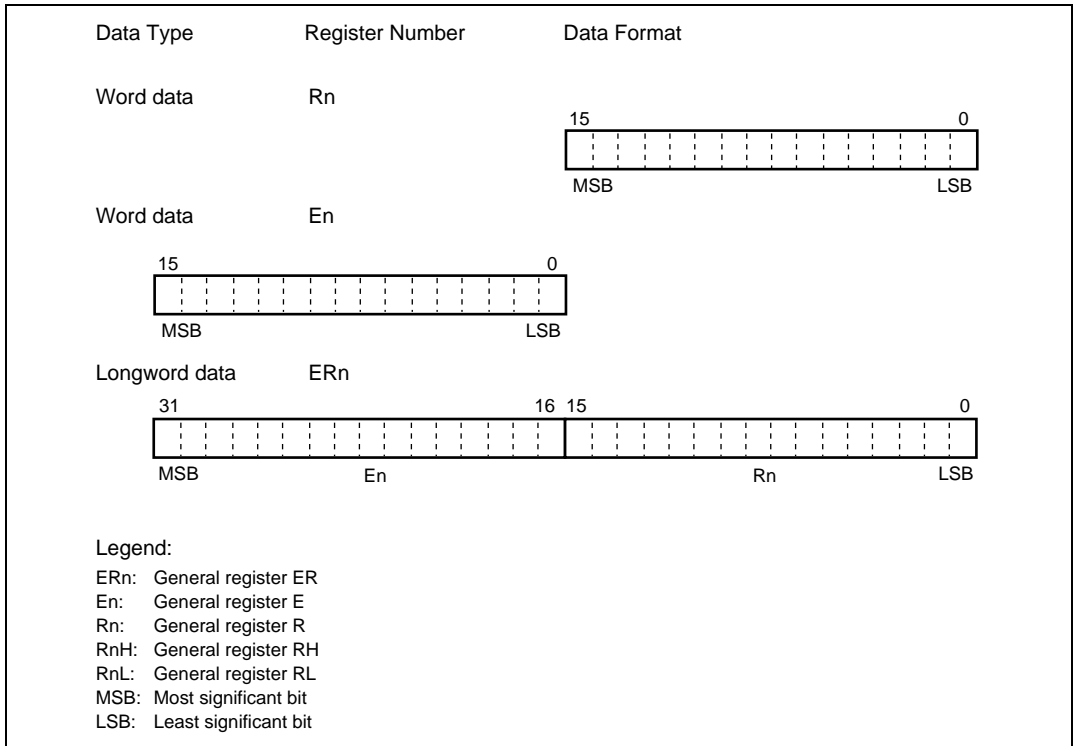 Data Type Register Number Data Format
Word data Rn
15 0
MSB LSB
Word data En
15 0
MSB LSB
Longword data ERn
31 16 15 0
MSB En Rn LSB
Legend:
ERn: General register ER
En: General register E
Rn: General register R
RnH: General register RH
RnL: General register RL
MSB: Most significant bit
LSB: Least significant bit